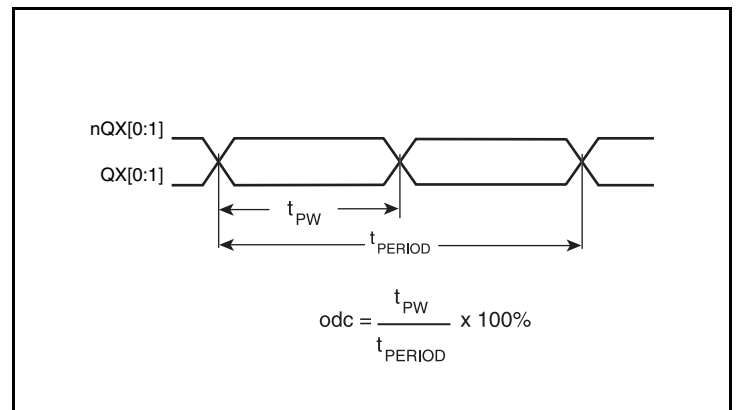 nQX[0:1]
QX[0:1]
tPW
tPERIOD
odc = tPW / tPERIOD x 100%